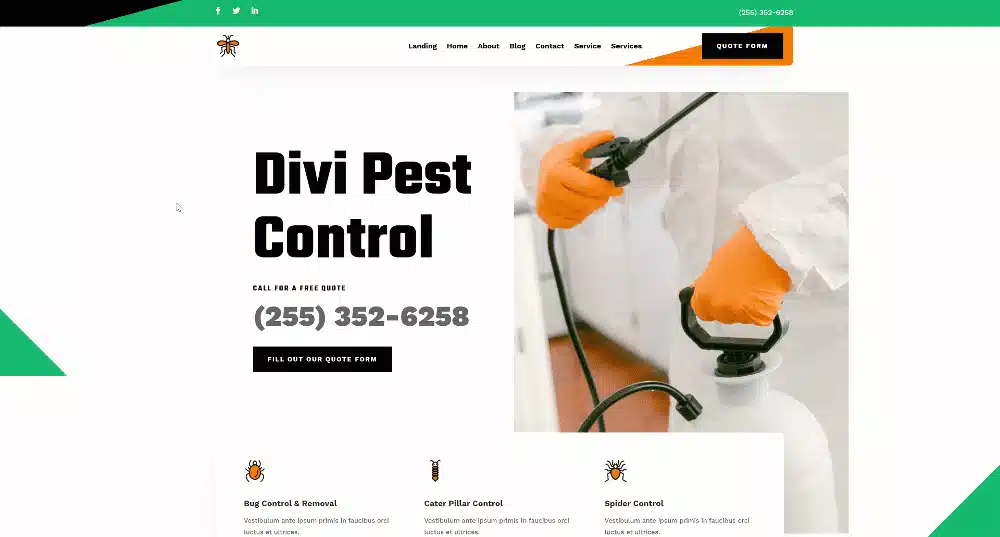 (255) 352-6258
Landing Home About Blog Contact Service Services QUOTE FORM
Divi Pest
Control
CALL FOR A FREE QUOTE
(255) 352-6258
FILL OUT OUR QUOTE FORM
Bug Control & Removal
Vestibulum ante ipsum primis in faucibus orci
luctus et ultrices.
Cater Pillar Control
Vestibulum ante ipsum primis in faucibus orci
luctus et ultrices.
Spider Control
Vestibulum ante ipsum primis in faucibus orci
luctus et ultrices.